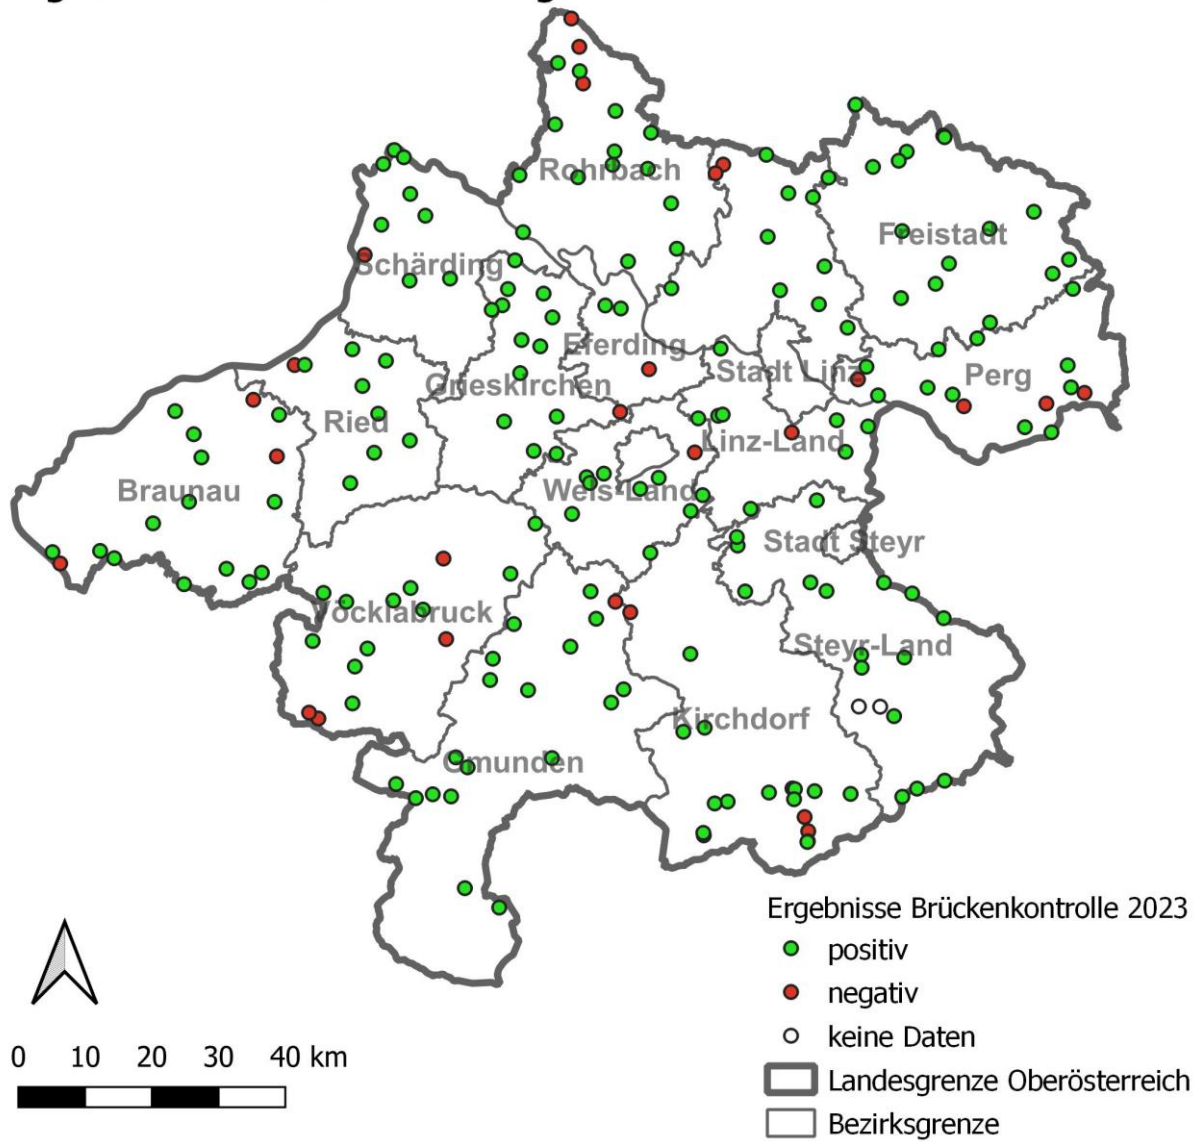 Rohrbach
Freistadt
Schärding
Eferding
Stadt Linz
Perg
Grieskirchen
Ried
Linz-Land
Braunau
Wels-Land
Stadt Steyr
Vöcklabruck
Steyr-Land
Kirchdorf
Gmunden
Ergebnisse Brückenkontrolle 2023
positiv
negativ
keine Daten
0 10 20 30 40 km
Landesgrenze Oberösterreich
Bezirksgrenze